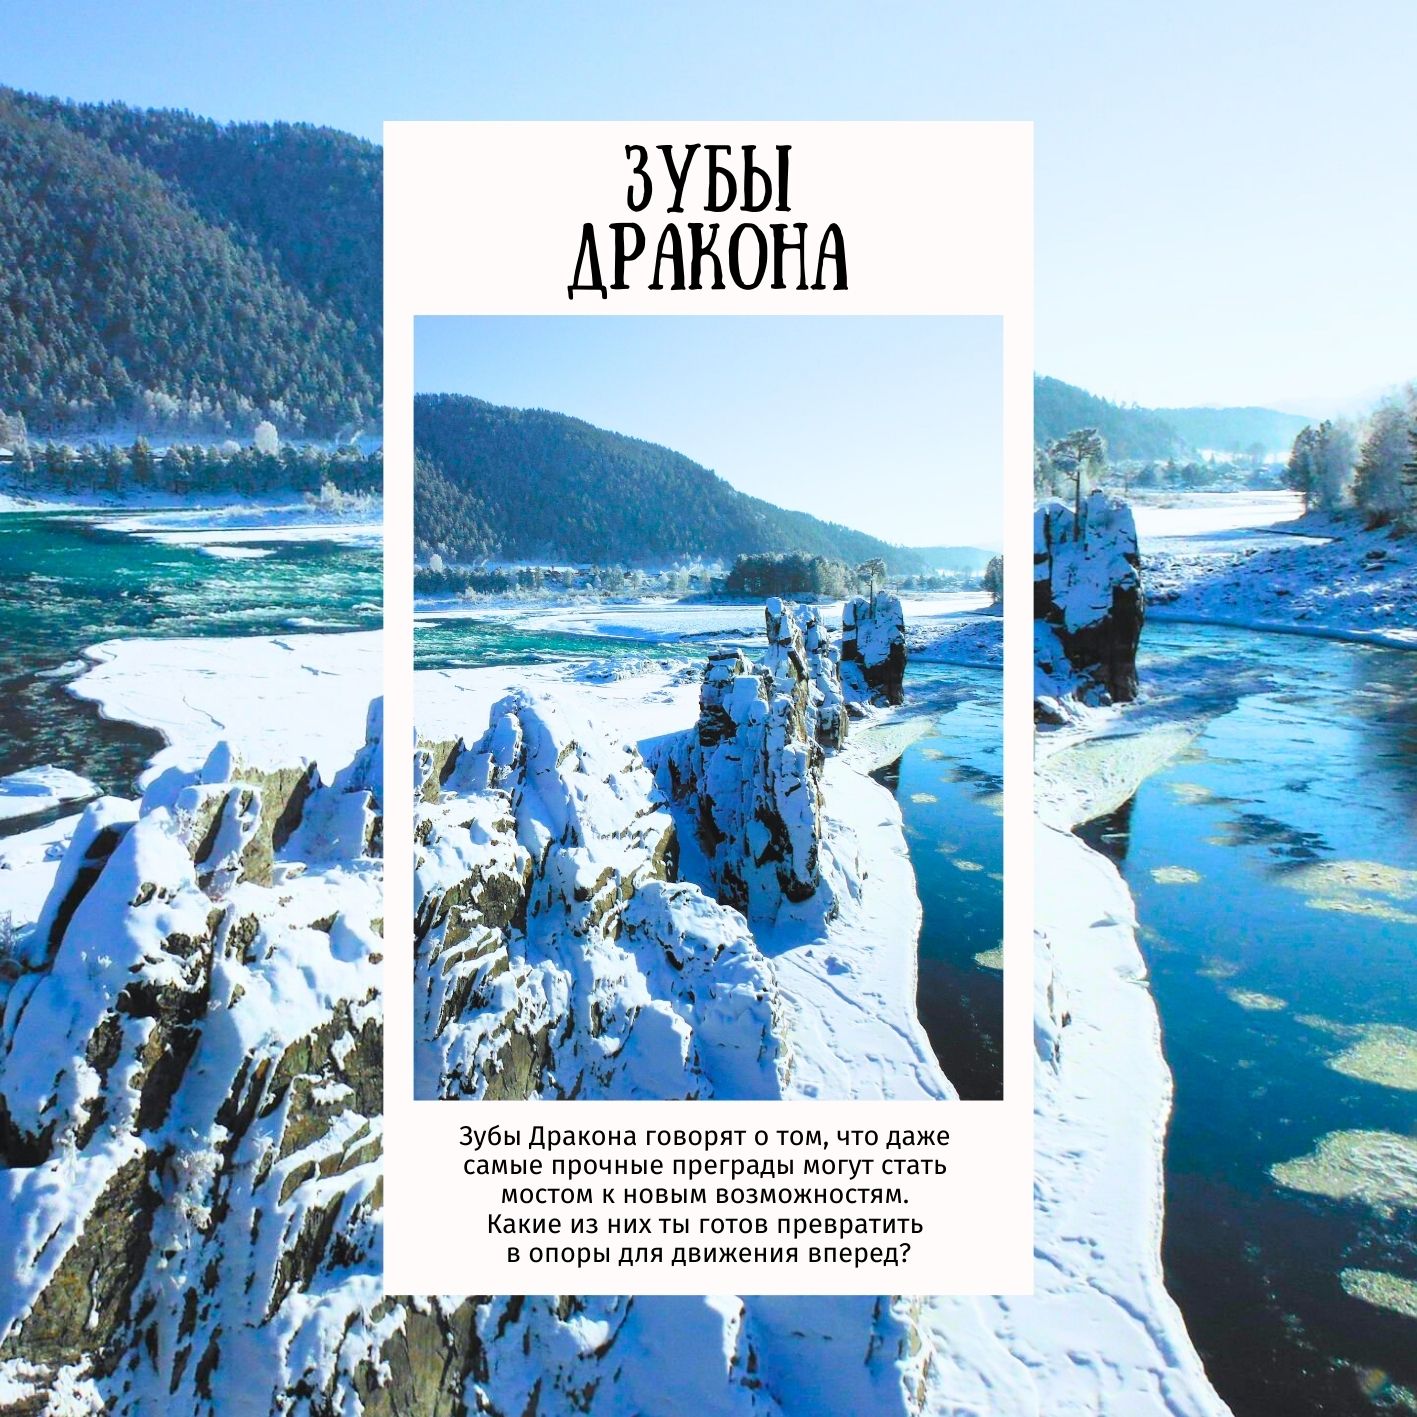 ЗУБЫ
ДРАКОНА
Зубы Дракона говорят о том, что даже
самые прочные преграды могут стать
мостом к новым возможностям.
Какие из них ты готов превратить
в опоры для движения вперед?